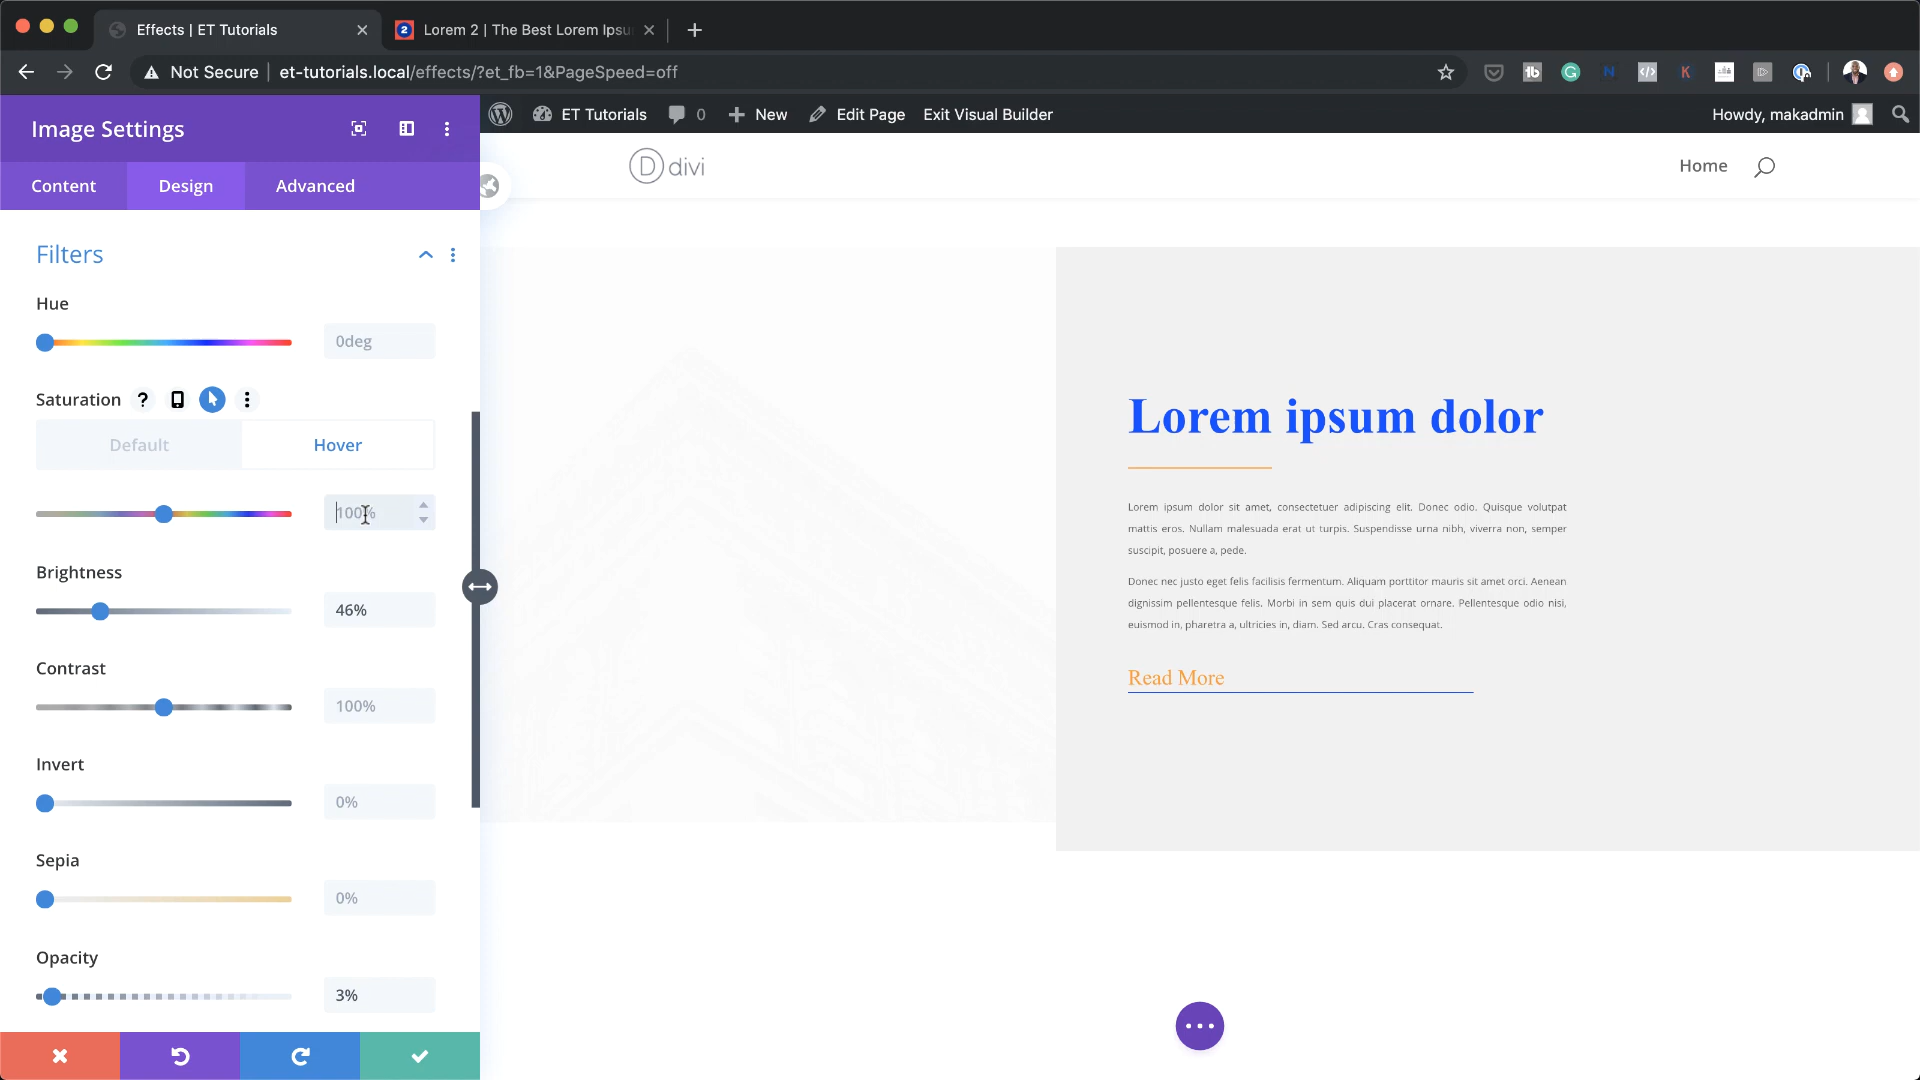 Effects | ET Tutorials
2 Lorem 2 | The Best Lorem Ipsu
Not Secure | et-tutorials.local/effects/?et_fb=1&PageSpeed=off
Image Settings
ET Tutorials 0 New Edit Page Exit Visual Builder Howdy, makadmin
Content Design Advanced
divi
Home
Filters
Hue
0deg
Saturation ?
Default Hover
100%
Brightness
46%
Contrast
100%
Invert
0%
Sepia
0%
Opacity
3%
Lorem ipsum dolor
Lorem ipsum dolor sit amet, consectetuer adipiscing elit. Donec odio. Quisque volutpat
mattis eros. Nullam malesuada erat ut turpis. Suspendisse urna nibh, viverra non, semper
suscipit, posuere a, pede.
Donec nec justo eget felis facilisis fermentum. Aliquam porttitor mauris sit amet orci. Aenean
dignissim pellentesque felis. Morbi in sem quis dui placerat ornare. Pellentesque odio nisi,
euismod in, pharetra a, ultricies in, diam. Sed arcu. Cras consequat.
Read More